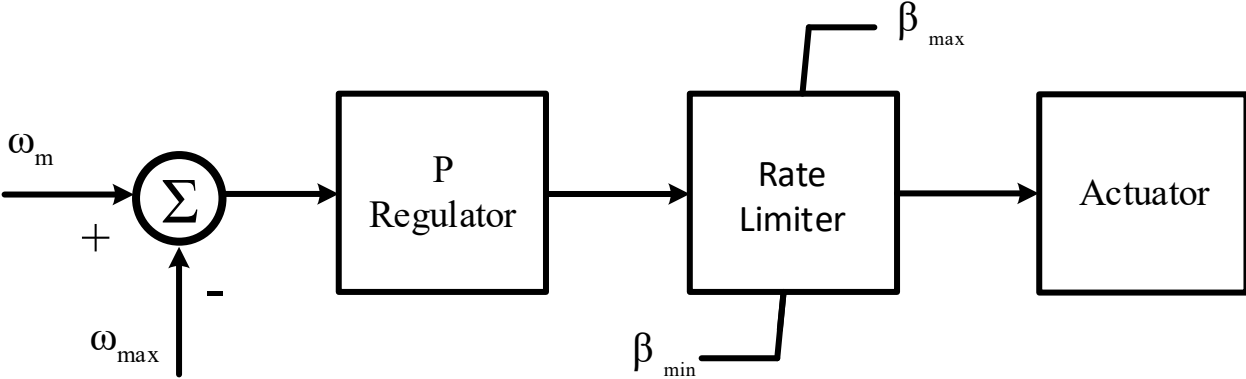 β max
ω m
Σ
P
Regulator
Rate
Limiter
Actuator
+
-
ω max
β min